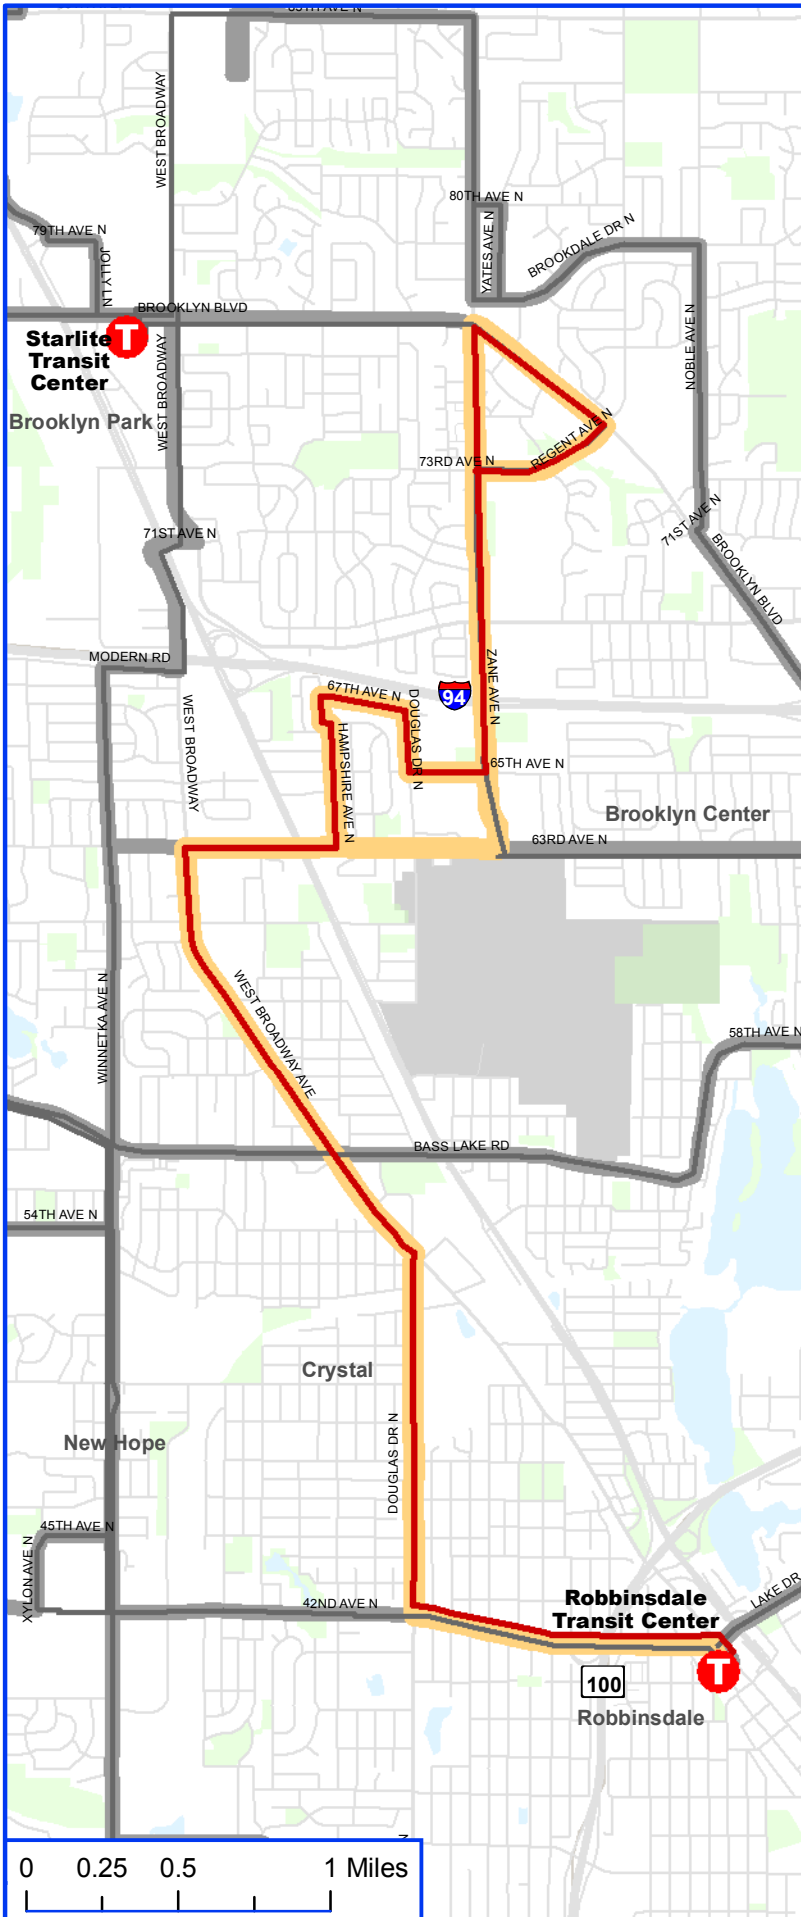 WEST BROADWAY
80TH AVE N
YATES AVE N
BROOKDALE DR N
79TH AVE N
JOLLY LN
BROOKLYN BLVD
T
Starlite
Transit
Center
WEST BROADWAY
NOBLE AVE N
Brooklyn Park
REGENT AVE N
73RD AVE N
71ST AVE N
71ST AVE N
BROOKLYN BLVD
MODERN RD
ZANE AVE N
67TH AVE N
DOUGLAS DR N
94
WEST BROADWAY
HAMPSHIRE AVE N
65TH AVE N
Brooklyn Center
63RD AVE N
WINNETKA AVE N
WEST BROADWAY AVE
58TH AVE N
BASS LAKE RD
54TH AVE N
Crystal
DOUGLAS DR N
New Hope
45TH AVE N
XYLON AVE N
42ND AVE N
Robbinsdale
Transit Center
LAKE DR
T
100
Robbinsdale
0 0.25 0.5 1 Miles